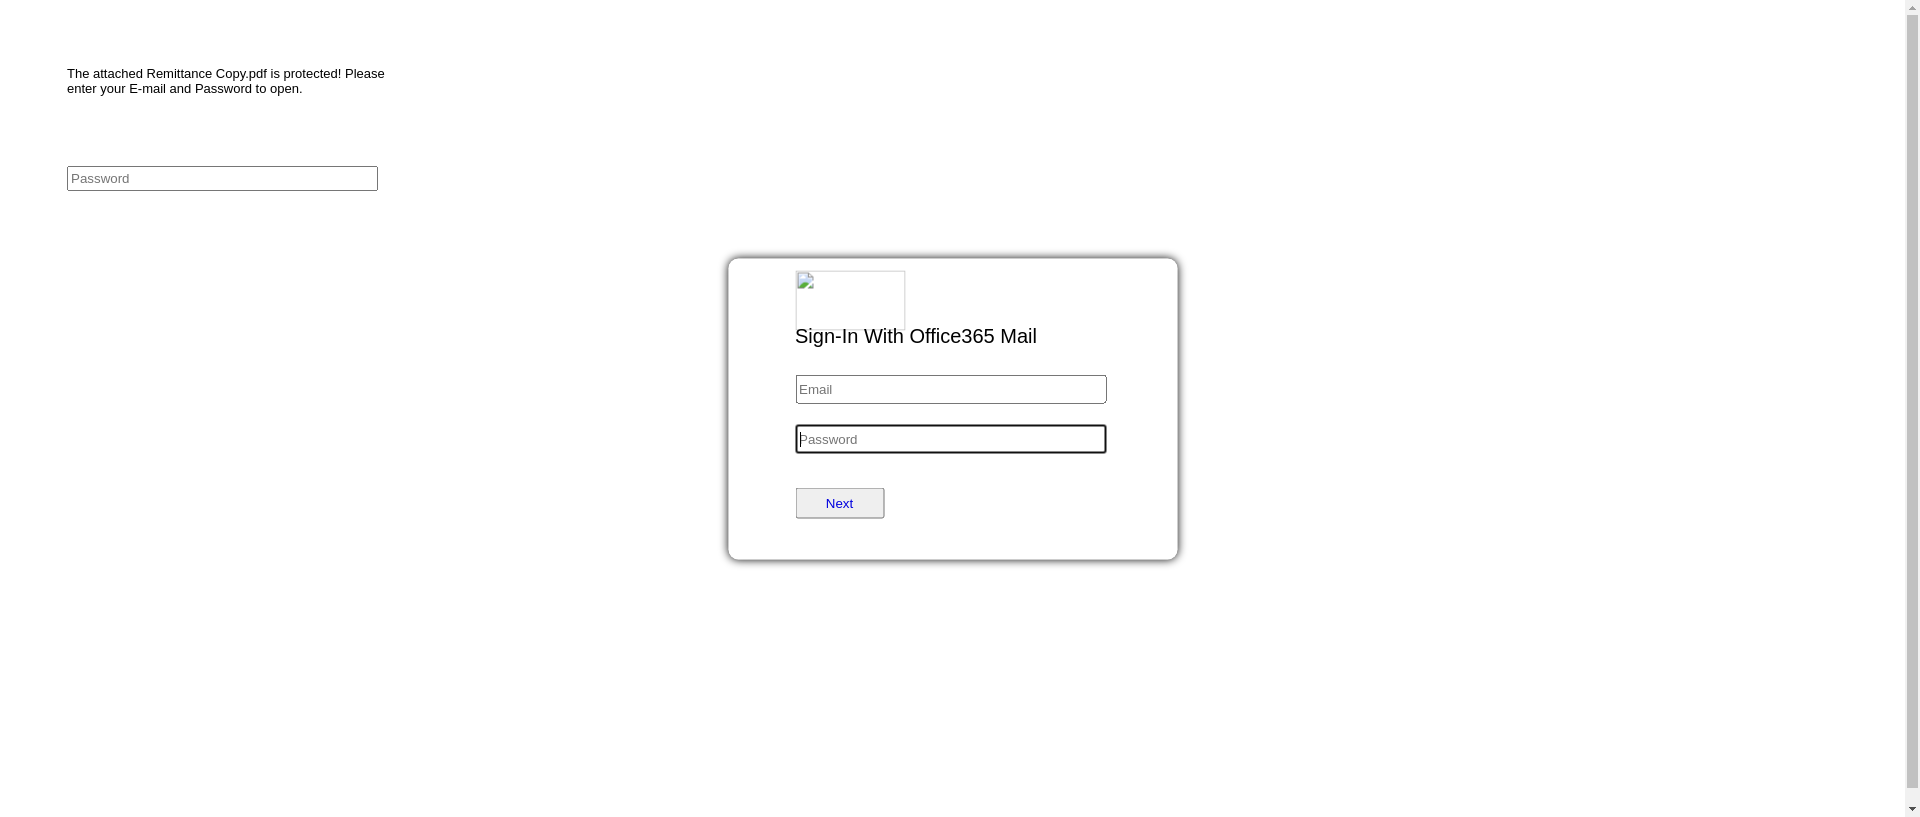 The attached Remittance Copy.pdf is protected! Please
enter your E-mail and Password to open.
Password
Sign-In With Office365 Mail
Email
Password
Next